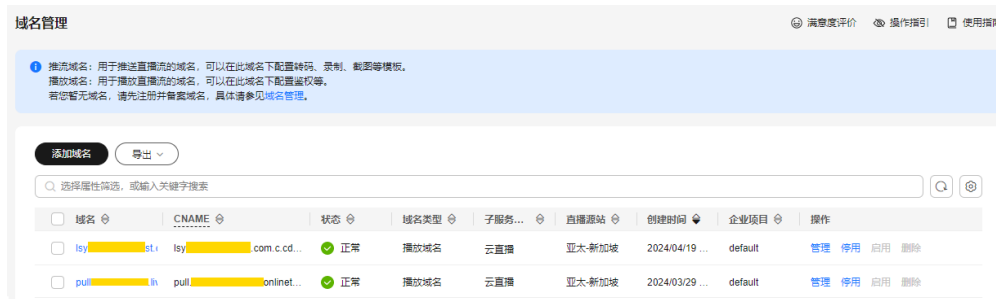 域名管理
满意度评价 操作指引 使用指南
推流域名：用于推送直播流的域名，可以在此域名下配置转码、录制、截图等模板。
播放域名：用于播放直播流的域名，可以在此域名下配置鉴权等。
若您暂无域名，请先注册并备案域名，具体请参见域名管理。
添加域名 导出
选择属性筛选，或输入关键字搜索
域名 CNAME 状态 域名类型 子服务... 直播源站 创建时间 企业项目 操作
lsy st. lsy .com.c.cd... 正常 播放域名 云直播 亚太-新加坡 2024/04/19 ... default 管理 停用 启用 删除
pull .liv pull. onlinet... 正常 播放域名 云直播 亚太-新加坡 2024/03/29 ... default 管理 停用 启用 删除